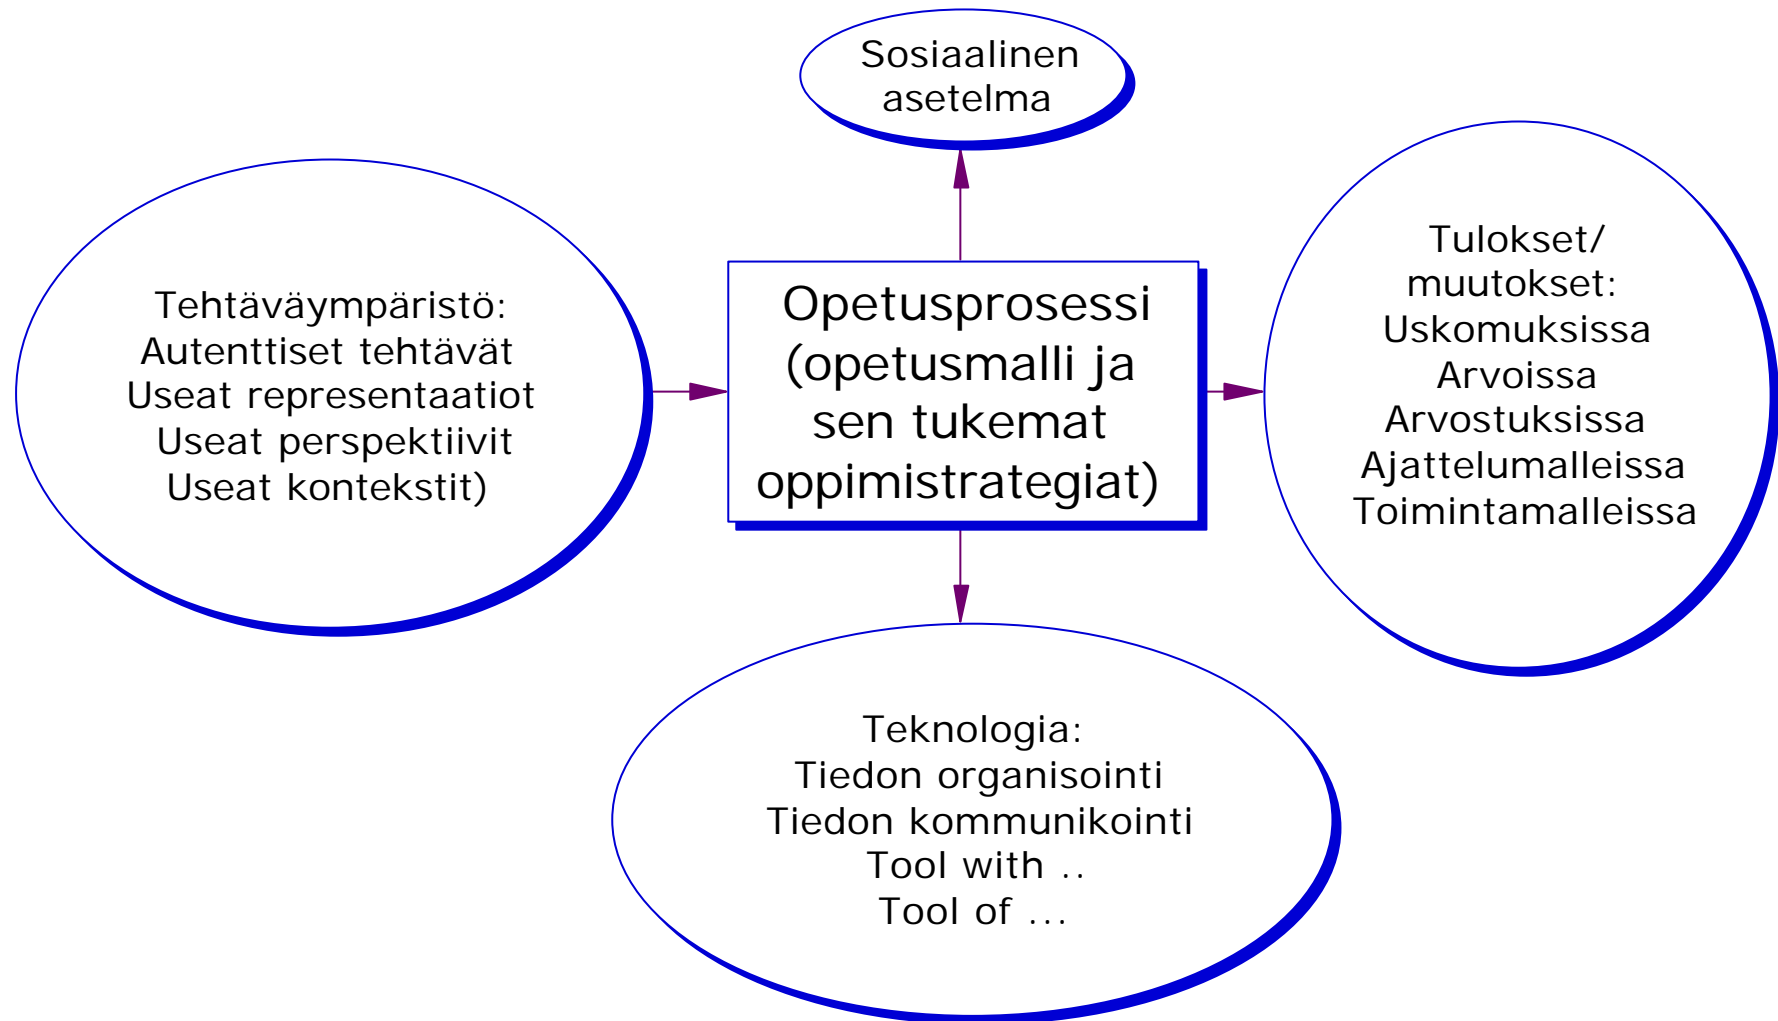 Sosiaalinen
asetelma
Tehtäväympäristö:
Autenttiset tehtävät
Useat representaatiot
Useat perspektiivit
Useat kontekstit)
Opetusprosessi
(opetusmalli ja
sen tukemat
oppimistrategiat)
Tulokset/
muutokset:
Uskomuksissa
Arvoissa
Arvostuksissa
Ajattelumalleissa
Toimintamalleissa
Teknologia:
Tiedon organisointi
Tiedon kommunikointi
Tool with ..
Tool of ...